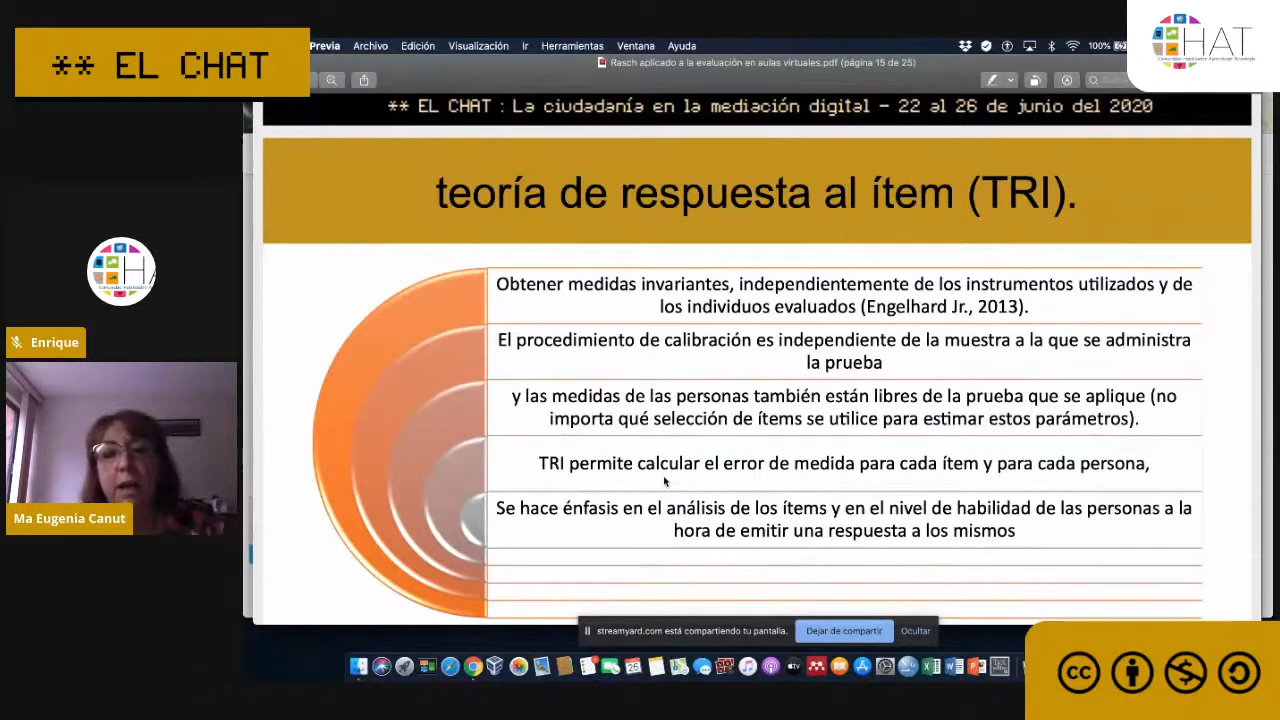 ** EL CHAT
Previa Archivo Edición Visualización Ir Herramientas Ventana Ayuda
100%
Rasch aplicado a la evaluación en aulas virtuales.pdf (página 15 de 25)
HAT
** EL CHAT : La ciudadanía en la mediación digital - 22 al 26 de junio del 2020
teoría de respuesta al ítem (TRI).
Obtener medidas invariantes, independientemente de los instrumentos utilizados y de
los individuos evaluados (Engelhard Jr., 2013).
El procedimiento de calibración es independiente de la muestra a la que se administra
la prueba
y las medidas de las personas también están libres de la prueba que se aplique (no
importa qué selección de ítems se utilice para estimar estos parámetros).
TRI permite calcular el error de medida para cada ítem y para cada persona,
Se hace énfasis en el análisis de los ítems y en el nivel de habilidad de las personas a la
hora de emitir una respuesta a los mismos
Enrique
Ma Eugenia Canut
streamyard.com está compartiendo tu pantalla. Dejar de compartir Ocultar